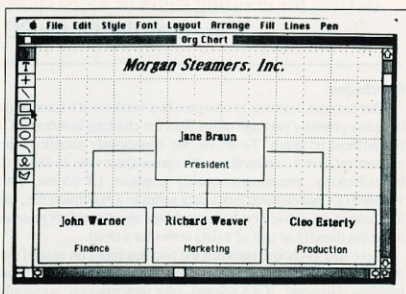 File Edit Style Font Layout Arrange Fill Lines Pen
Org Chart
T
Morgan Steamers, Inc.
Jane Braun
President
John Warner
Finance
Richard Weaver
Marketing
Cleo Esterly
Production